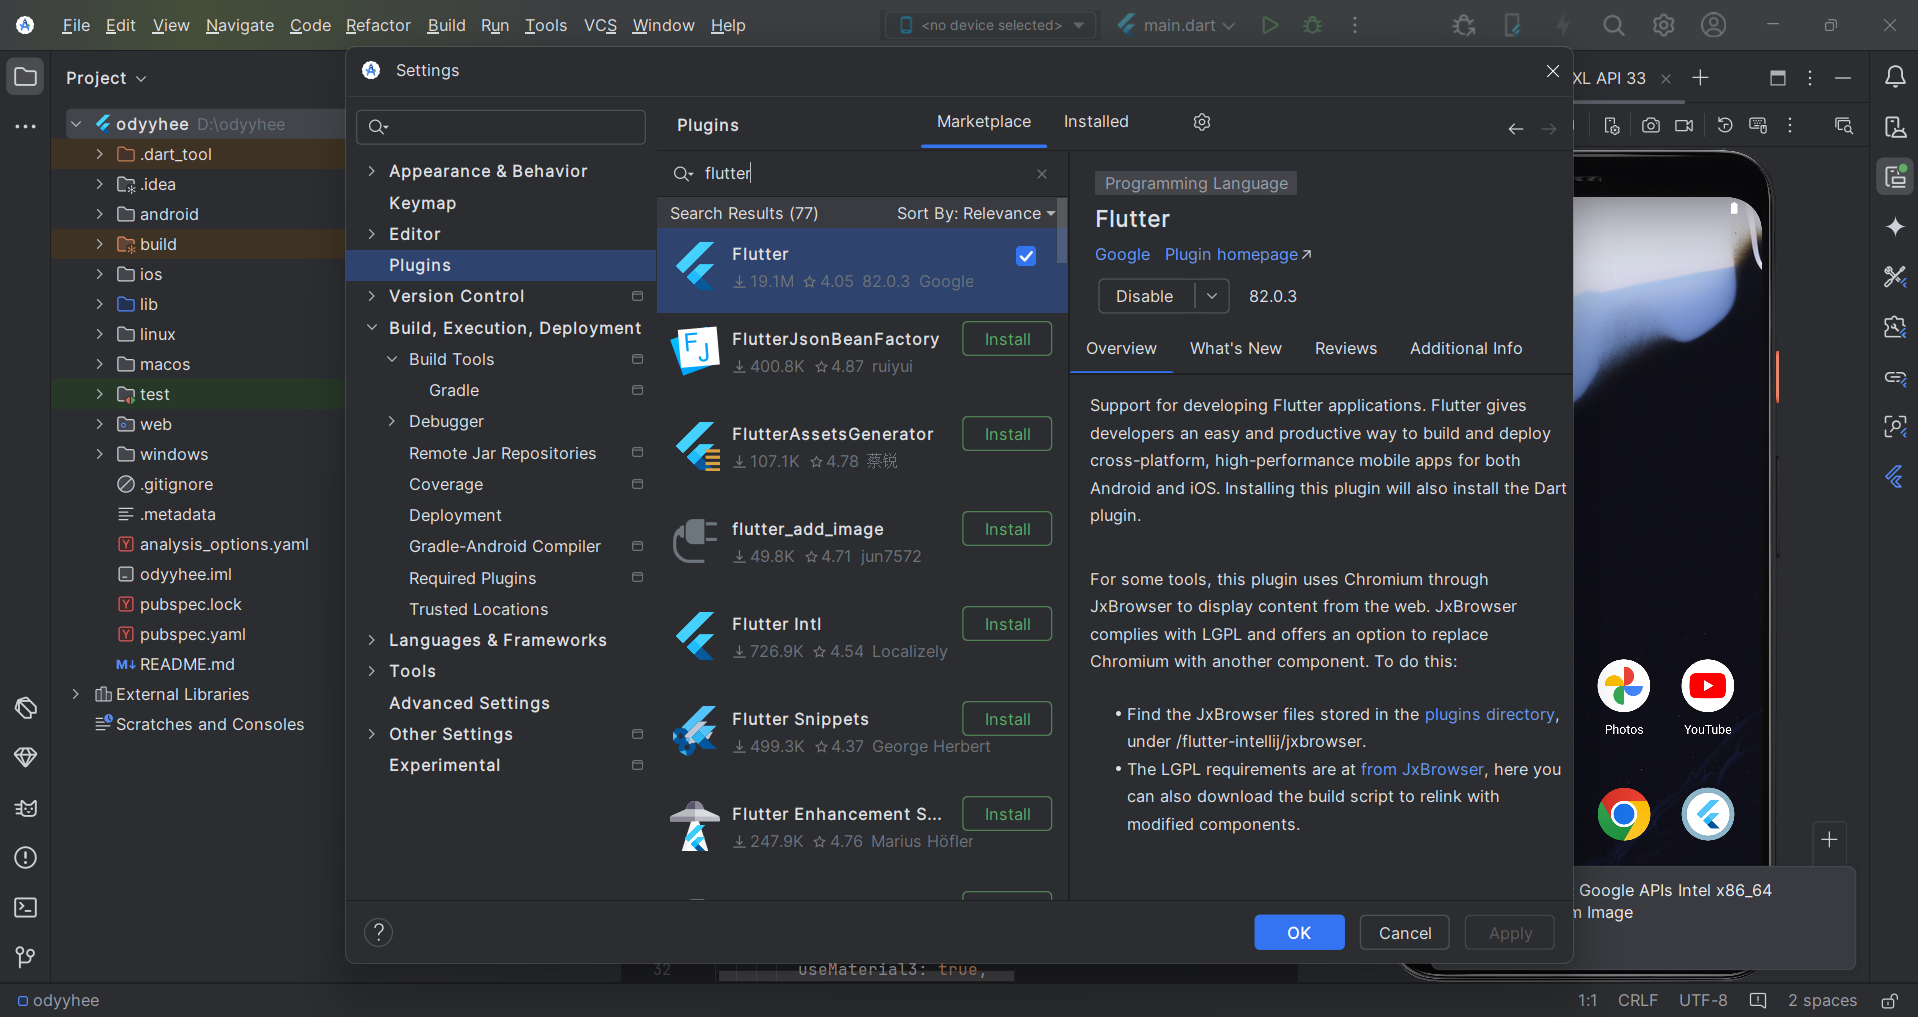 File Edit View Navigate Code Refactor Build Run Tools VCS Window Help
<no device selected>
main.dart
Project
odyyhee D:\odyyhee
.dart_tool
.idea
android
build
ios
lib
linux
macos
test
web
windows
.gitignore
.metadata
analysis_options.yaml
odyyhee.iml
pubspec.lock
pubspec.yaml
M↓ README.md
External Libraries
Scratches and Consoles
Settings
Appearance & Behavior
Keymap
Editor
Plugins
Version Control
Build, Execution, Deployment
Build Tools
Gradle
Debugger
Remote Jar Repositories
Coverage
Deployment
Gradle-Android Compiler
Required Plugins
Trusted Locations
Languages & Frameworks
Tools
Advanced Settings
Other Settings
Experimental
Plugins
Marketplace Installed
flutter
Search Results (77) Sort By: Relevance
Flutter
19.1M 4.05 82.0.3 Google
FlutterJsonBeanFactory Install
400.8K 4.87 ruiyui
FlutterAssetsGenerator Install
107.1K 4.78 蔡锐
flutter_add_image Install
49.8K 4.71 jun7572
Flutter Intl Install
726.9K 4.54 Localizely
Flutter Snippets Install
499.3K 4.37 George Herbert
Flutter Enhancement S... Install
247.9K 4.76 Marius Höfler
Programming Language
Flutter
Google Plugin homepage
Disable 82.0.3
Overview What's New Reviews Additional Info
Support for developing Flutter applications. Flutter gives
developers an easy and productive way to build and deploy
cross-platform, high-performance mobile apps for both
Android and iOS. Installing this plugin will also install the Dart
plugin.
For some tools, this plugin uses Chromium through
JxBrowser to display content from the web. JxBrowser
complies with LGPL and offers an option to replace
Chromium with another component. To do this:
• Find the JxBrowser files stored in the plugins directory,
under /flutter-intellij/jxbrowser.
• The LGPL requirements are at from JxBrowser, here you
can also download the build script to relink with
modified components.
? OK Cancel Apply
XL API 33
Photos YouTube
Google APIs Intel x86_64
m Image
32 useMaterial3: true,
odyyhee
1:1 CRLF UTF-8 2 spaces